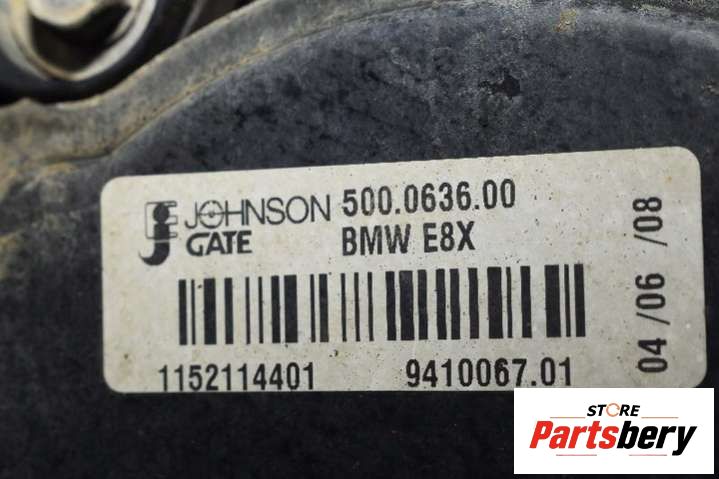 JOHNSON 500.0636.00
GATE BMW E8X
1152114401 9410067.01
04/06/08
STORE
Partsbery